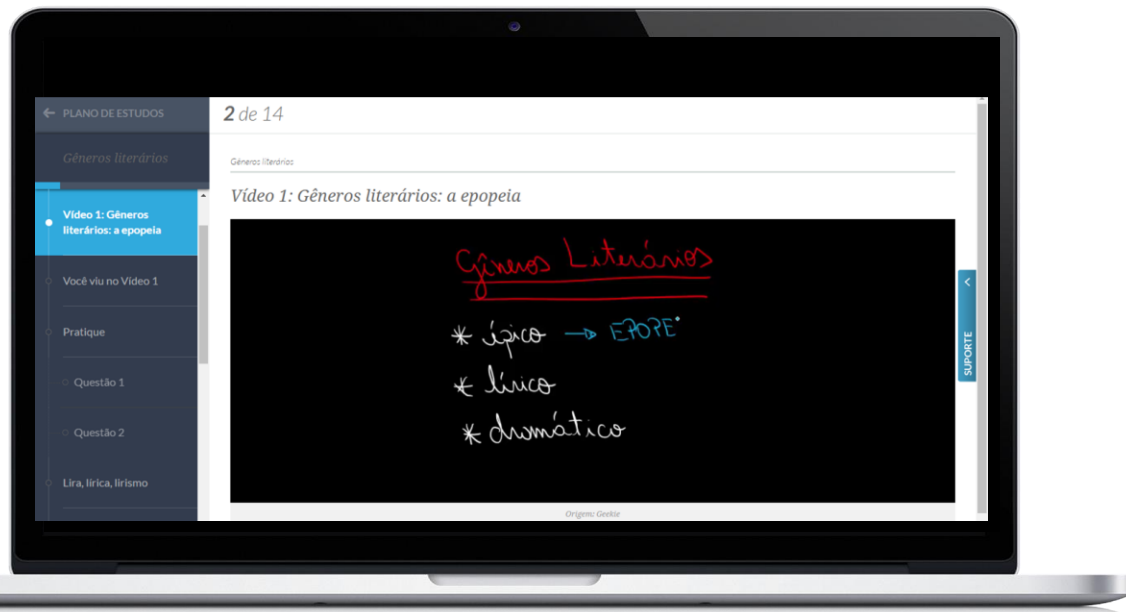 ← PLANO DE ESTUDOS
2 de 14
Gêneros literários
Gêneros literários
Vídeo 1: Gêneros literários: a epopeia
Vídeo 1: Gêneros
literários: a epopeia
Você viu no Vídeo 1
Pratique
Questão 1
Questão 2
Lira, lírica, lirismo
Gêneros Literários
* épico → EPOPE
* lírico
* dramático
Origem: Geekie
SUPORTE